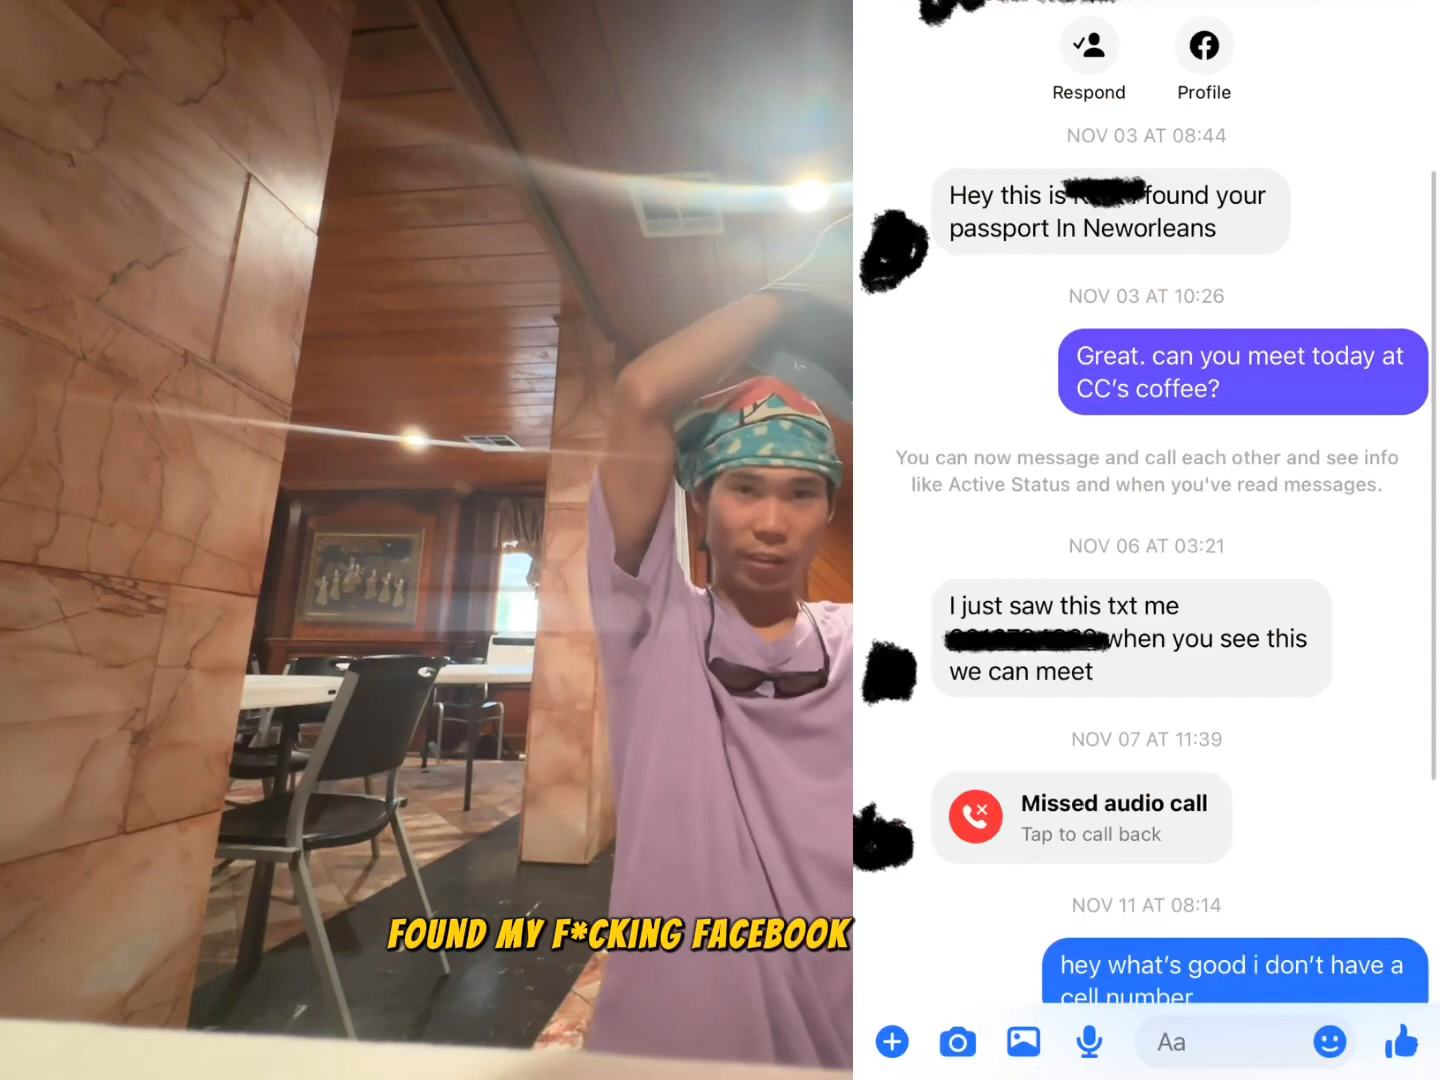 FOUND MY F*CKING FACEBOOK
Respond
Profile
NOV 03 AT 08:44
Hey this is found your
passport In Neworleans
NOV 03 AT 10:26
Great. can you meet today at
CC's coffee?
You can now message and call each other and see info
like Active Status and when you've read messages.
NOV 06 AT 03:21
I just saw this txt me
when you see this
we can meet
NOV 07 AT 11:39
Missed audio call
Tap to call back
NOV 11 AT 08:14
hey what's good i don't have a
cell number
Aa